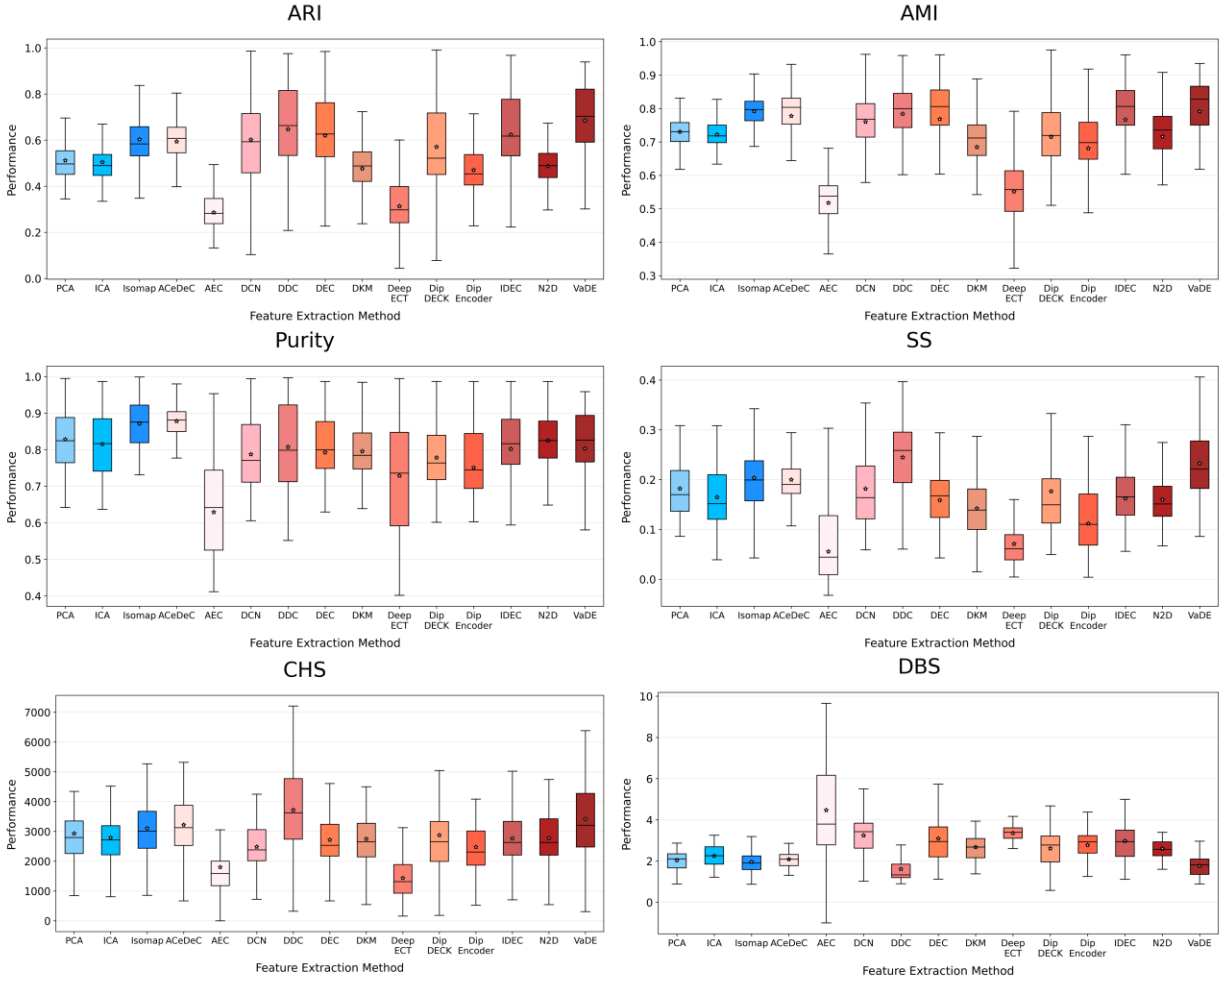 ARI
1.0
0.8
0.6
0.4
0.2
0.0
Performance
PCA ICA Isomap ACeDeC AEC DCN DDC DEC DKM Deep ECT Dip DECK Dip Encoder IDEC N2D VaDE
Feature Extraction Method
AMI
1.0
0.9
0.8
0.7
0.6
0.5
0.4
0.3
Performance
PCA ICA Isomap ACeDeC AEC DCN DDC DEC DKM Deep ECT Dip DECK Dip Encoder IDEC N2D VaDE
Feature Extraction Method
Purity
1.0
0.9
0.8
0.7
0.6
0.5
0.4
Performance
PCA ICA Isomap ACeDeC AEC DCN DDC DEC DKM Deep ECT Dip DECK Dip Encoder IDEC N2D VaDE
Feature Extraction Method
SS
0.4
0.3
0.2
0.1
0.0
Performance
PCA ICA Isomap ACeDeC AEC DCN DDC DEC DKM Deep ECT Dip DECK Dip Encoder IDEC N2D VaDE
Feature Extraction Method
CHS
7000
6000
5000
4000
3000
2000
1000
0
Performance
PCA ICA Isomap ACeDeC AEC DCN DDC DEC DKM Deep ECT Dip DECK Dip Encoder IDEC N2D VaDE
Feature Extraction Method
DBS
10
8
6
4
2
0
Performance
PCA ICA Isomap ACeDeC AEC DCN DDC DEC DKM Deep ECT Dip DECK Dip Encoder IDEC N2D VaDE
Feature Extraction Method